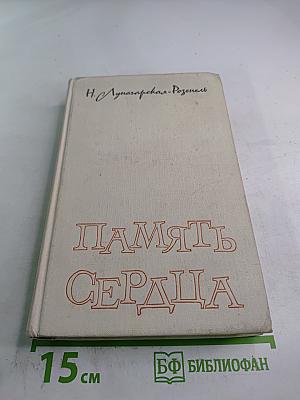 Н. Луначарская-Розенель
ПАМЯТЬ
СЕРДЦА
15 см
БФ БИБЛИОФАН